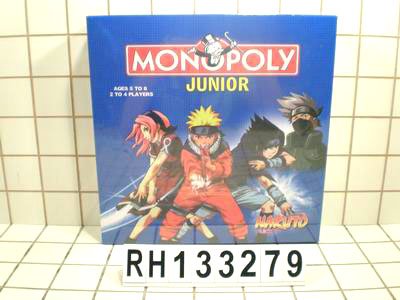 MONOPOLY
JUNIOR
AGES 5 TO 8
2 TO 4 PLAYERS
NARUTO
RH133279